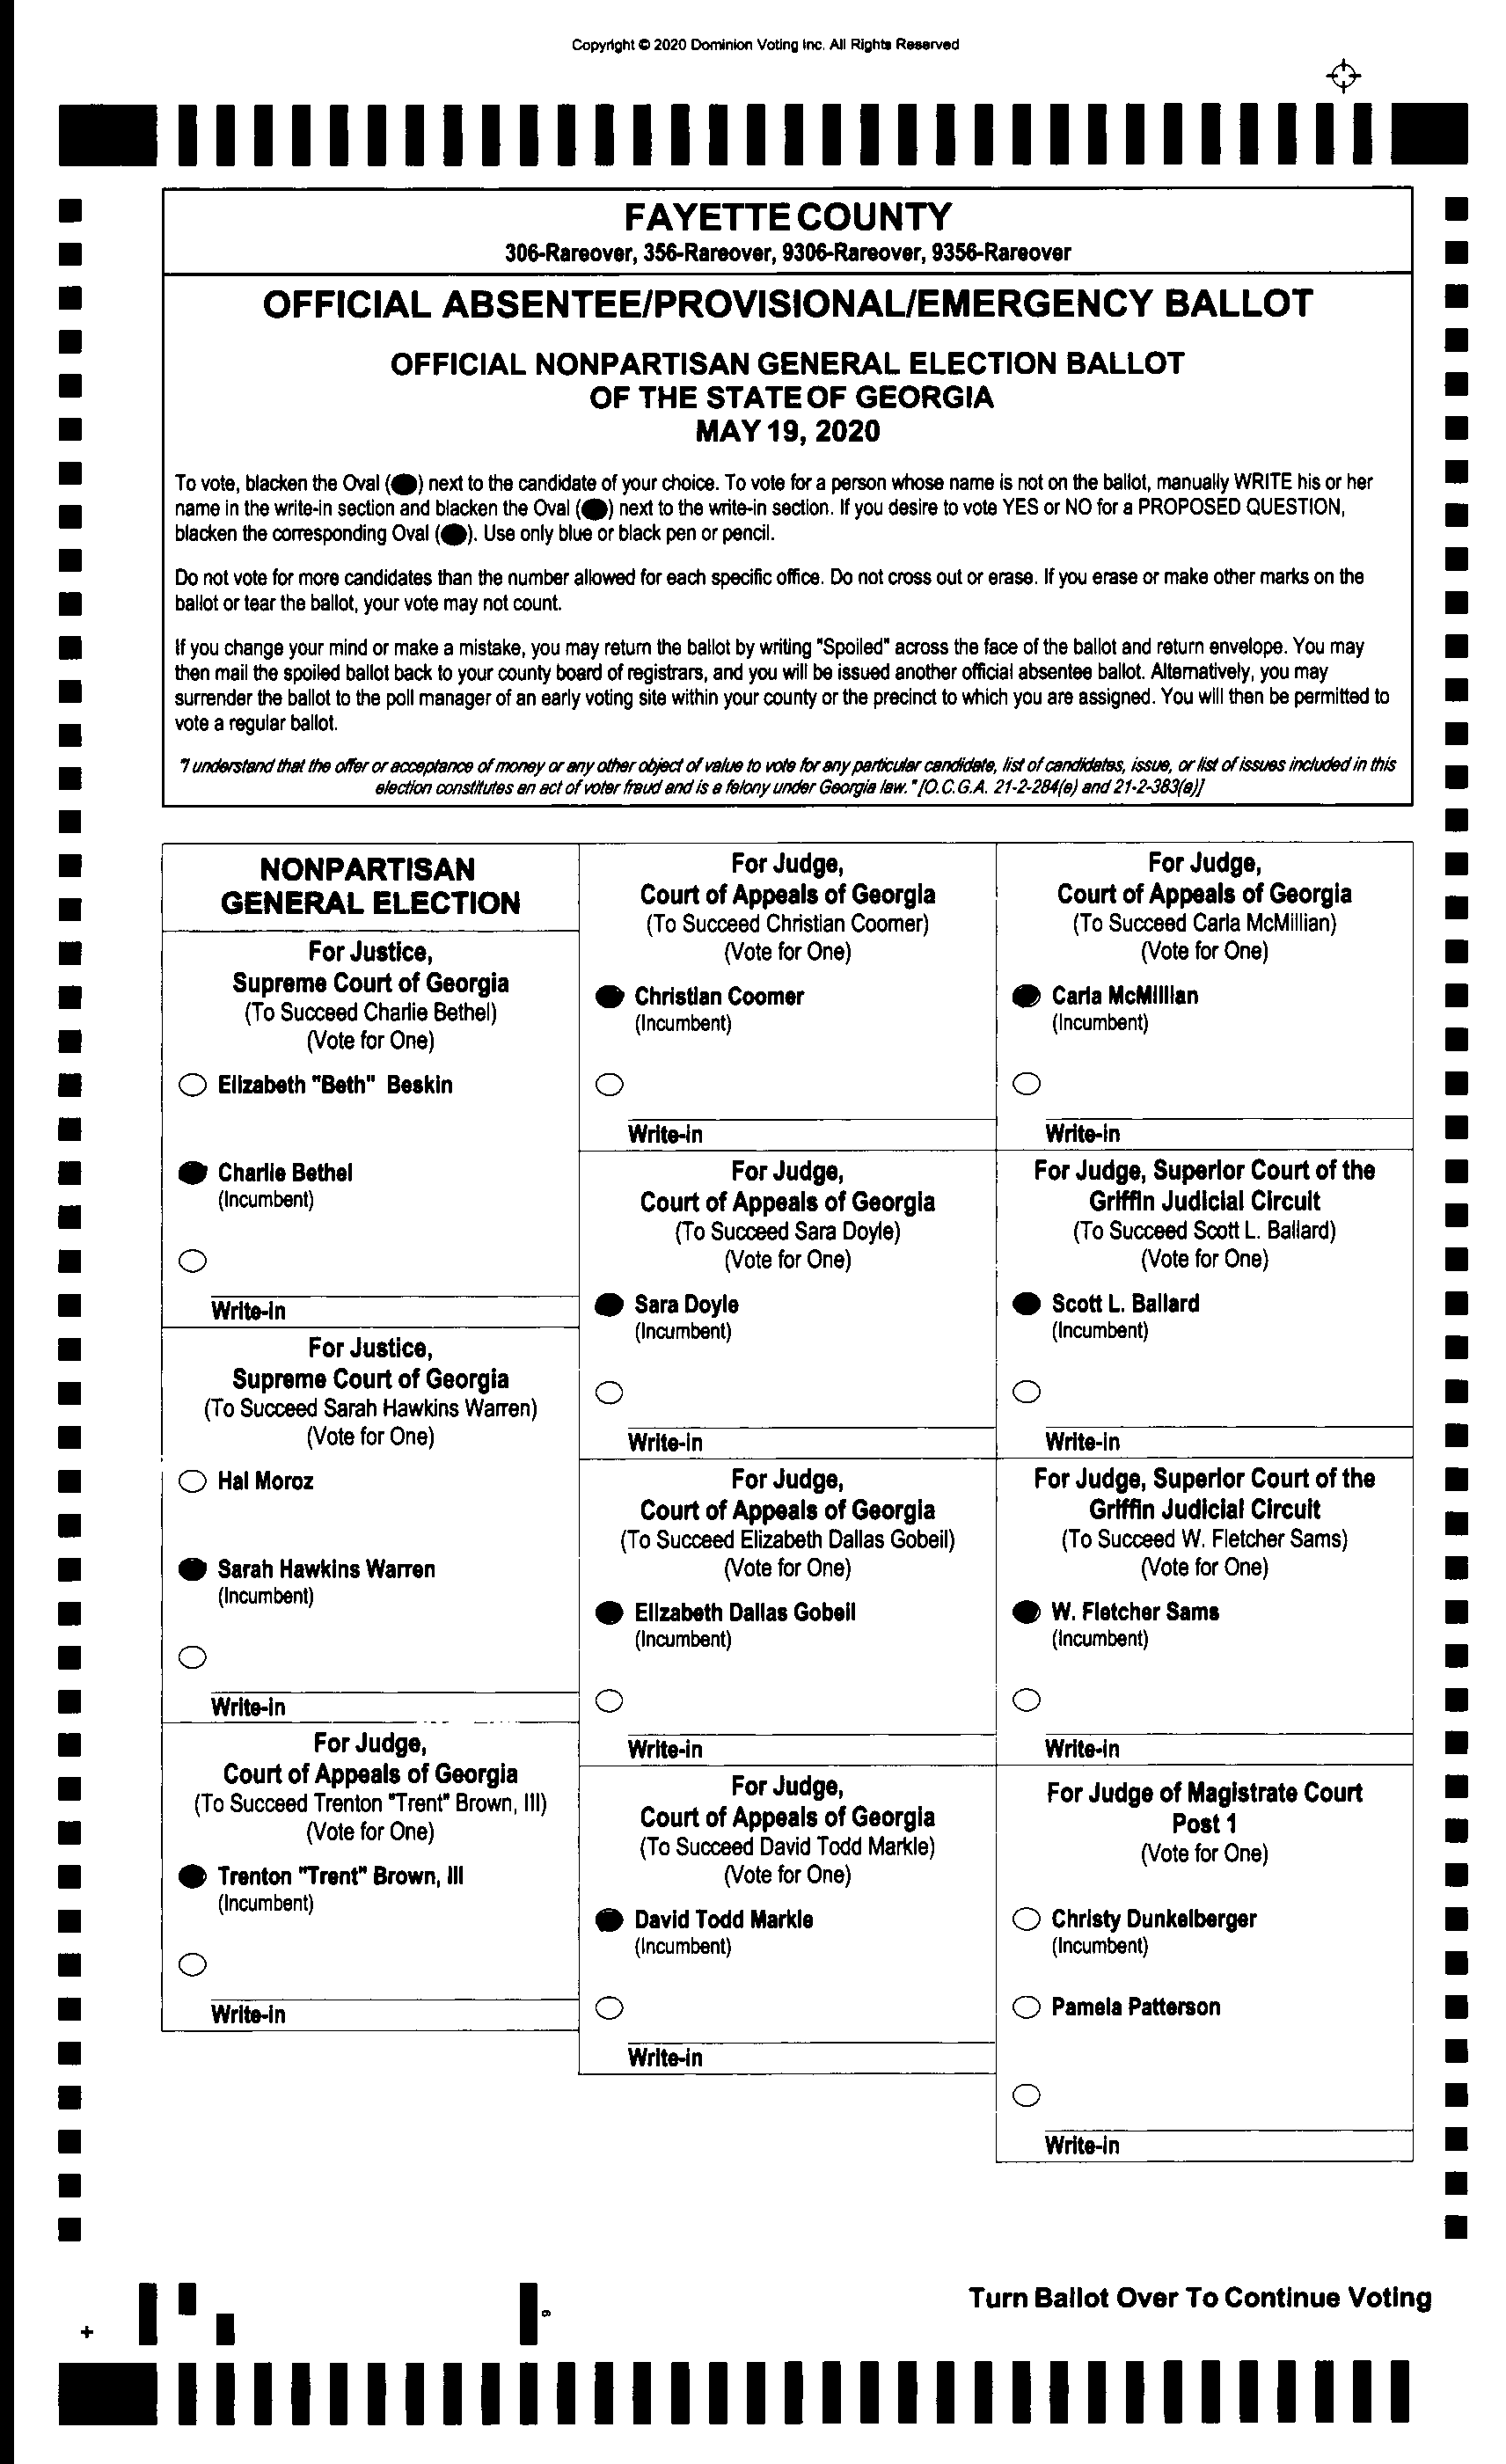 Copyright © 2020 Dominion Voting Inc. All Rights Reserved
FAYETTE COUNTY
306-Rareover, 356-Rareover, 9306-Rareover, 9356-Rareover
OFFICIAL ABSENTEE/PROVISIONAL/EMERGENCY BALLOT
OFFICIAL NONPARTISAN GENERAL ELECTION BALLOT
OF THE STATE OF GEORGIA
MAY 19, 2020
To vote, blacken the Oval (●) next to the candidate of your choice. To vote for a person whose name is not on the ballot, manually WRITE his or her
name in the write-in section and blacken the Oval (●) next to the write-in section. If you desire to vote YES or NO for a PROPOSED QUESTION,
blacken the corresponding Oval (●). Use only blue or black pen or pencil.
Do not vote for more candidates than the number allowed for each specific office. Do not cross out or erase. If you erase or make other marks on the
ballot or tear the ballot, your vote may not count.
If you change your mind or make a mistake, you may return the ballot by writing "Spoiled" across the face of the ballot and return envelope. You may
then mail the spoiled ballot back to your county board of registrars, and you will be issued another official absentee ballot. Alternatively, you may
surrender the ballot to the poll manager of an early voting site within your county or the precinct to which you are assigned. You will then be permitted to
vote a regular ballot.
"I understand that the offer or acceptance of money or any other object of value to vote for any particular candidate, list of candidates, issue, or list of issues included in this
election constitutes an act of voter fraud and is a felony under Georgia law." [O.C.G.A. 21-2-284(e) and 21-2-383(a)]
NONPARTISAN
GENERAL ELECTION
For Justice,
Supreme Court of Georgia
(To Succeed Charlie Bethel)
(Vote for One)
Elizabeth "Beth" Beskin
Charlie Bethel
(Incumbent)
Write-in
For Justice,
Supreme Court of Georgia
(To Succeed Sarah Hawkins Warren)
(Vote for One)
Hal Moroz
Sarah Hawkins Warren
(Incumbent)
Write-in
For Judge,
Court of Appeals of Georgia
(To Succeed Trenton "Trent" Brown, III)
(Vote for One)
Trenton "Trent" Brown, III
(Incumbent)
Write-in
For Judge,
Court of Appeals of Georgia
(To Succeed Christian Coomer)
(Vote for One)
Christian Coomer
(Incumbent)
Write-in
For Judge,
Court of Appeals of Georgia
(To Succeed Sara Doyle)
(Vote for One)
Sara Doyle
(Incumbent)
Write-in
For Judge,
Court of Appeals of Georgia
(To Succeed Elizabeth Dallas Gobeil)
(Vote for One)
Elizabeth Dallas Gobeil
(Incumbent)
Write-in
For Judge,
Court of Appeals of Georgia
(To Succeed David Todd Markle)
(Vote for One)
David Todd Markle
(Incumbent)
Write-in
For Judge,
Court of Appeals of Georgia
(To Succeed Carla McMillian)
(Vote for One)
Carla McMillian
(Incumbent)
Write-in
For Judge, Superior Court of the
Griffin Judicial Circuit
(To Succeed Scott L. Ballard)
(Vote for One)
Scott L. Ballard
(Incumbent)
Write-in
For Judge, Superior Court of the
Griffin Judicial Circuit
(To Succeed W. Fletcher Sams)
(Vote for One)
W. Fletcher Sams
(Incumbent)
Write-in
For Judge of Magistrate Court
Post 1
(Vote for One)
Christy Dunkelberger
(Incumbent)
Pamela Patterson
Write-in
Turn Ballot Over To Continue Voting